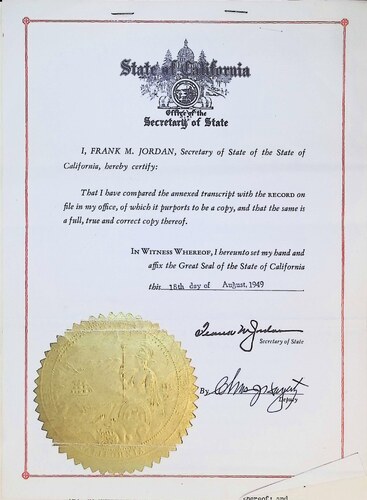 State of California
Office of the
Secretary of State
I, FRANK M. JORDAN, Secretary of State of the State of
California, hereby certify:
That I have compared the annexed transcript with the RECORD on
file in my office, of which it purports to be a copy, and that the same is
a full, true and correct copy thereof.
IN WITNESS WHEREOF, I hereunto set my hand and
affix the Great Seal of the State of California
this 15th day of August, 1949
Frank M. Jordan
Secretary of State
By Chas. J.
Deputy